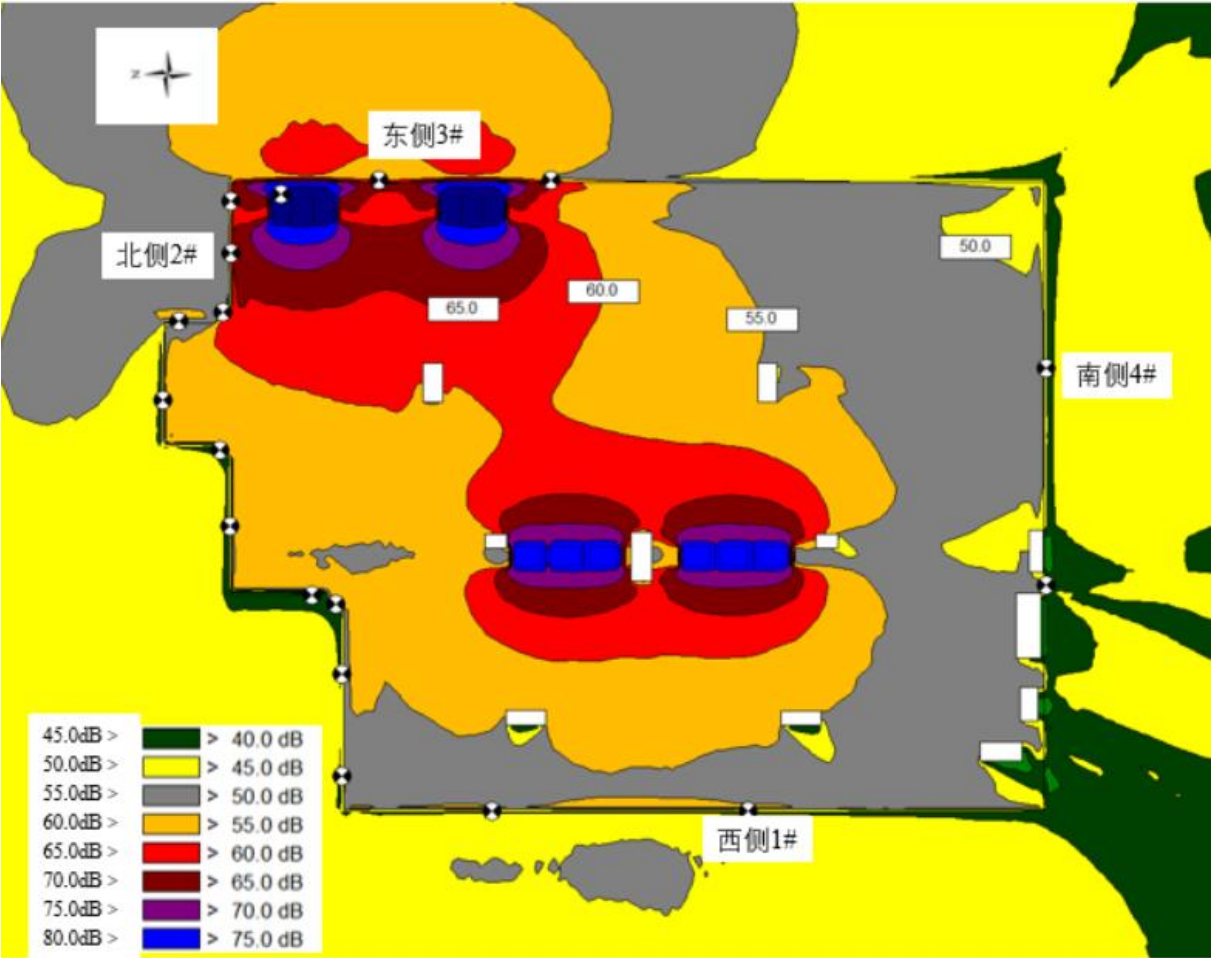 N
东侧3#
北侧2#
50.0
60.0
65.0
55.0
南侧4#
45.0dB > > 40.0 dB
50.0dB > > 45.0 dB
55.0dB > > 50.0 dB
60.0dB > > 55.0 dB
65.0dB > > 60.0 dB
70.0dB > > 65.0 dB
75.0dB > > 70.0 dB
80.0dB > > 75.0 dB
西侧1#